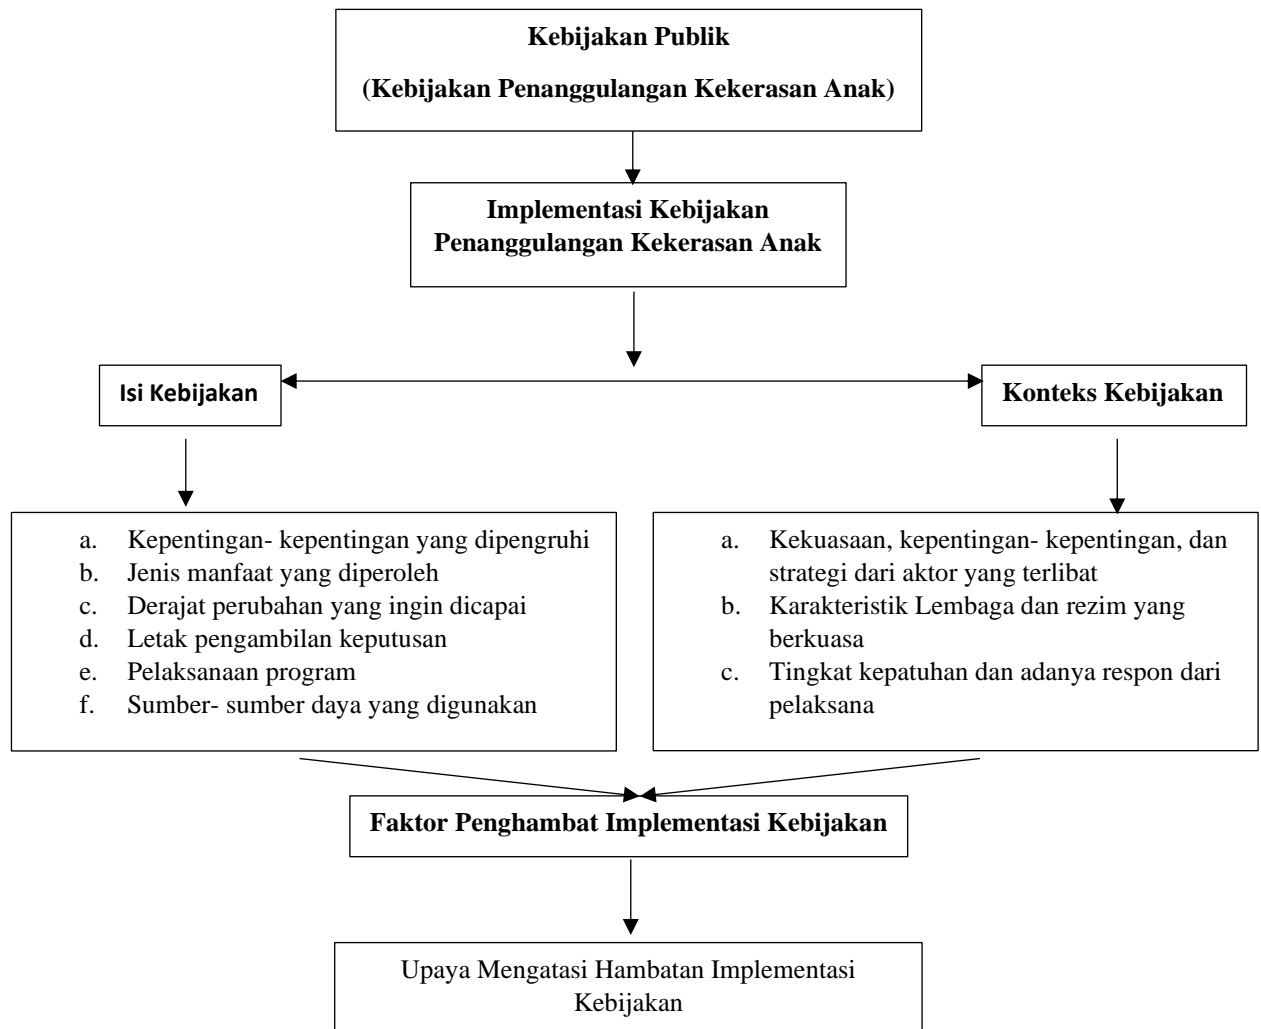 Kebijakan Publik
(Kebijakan Penanggulangan Kekerasan Anak)
Implementasi Kebijakan
Penanggulangan Kekerasan Anak
Isi Kebijakan
Konteks Kebijakan
a. Kepentingan- kepentingan yang dipengruhi
b. Jenis manfaat yang diperoleh
c. Derajat perubahan yang ingin dicapai
d. Letak pengambilan keputusan
e. Pelaksanaan program
f. Sumber- sumber daya yang digunakan
a. Kekuasaan, kepentingan- kepentingan, dan
strategi dari aktor yang terlibat
b. Karakteristik Lembaga dan rezim yang
berkuasa
c. Tingkat kepatuhan dan adanya respon dari
pelaksana
Faktor Penghambat Implementasi Kebijakan
Upaya Mengatasi Hambatan Implementasi
Kebijakan